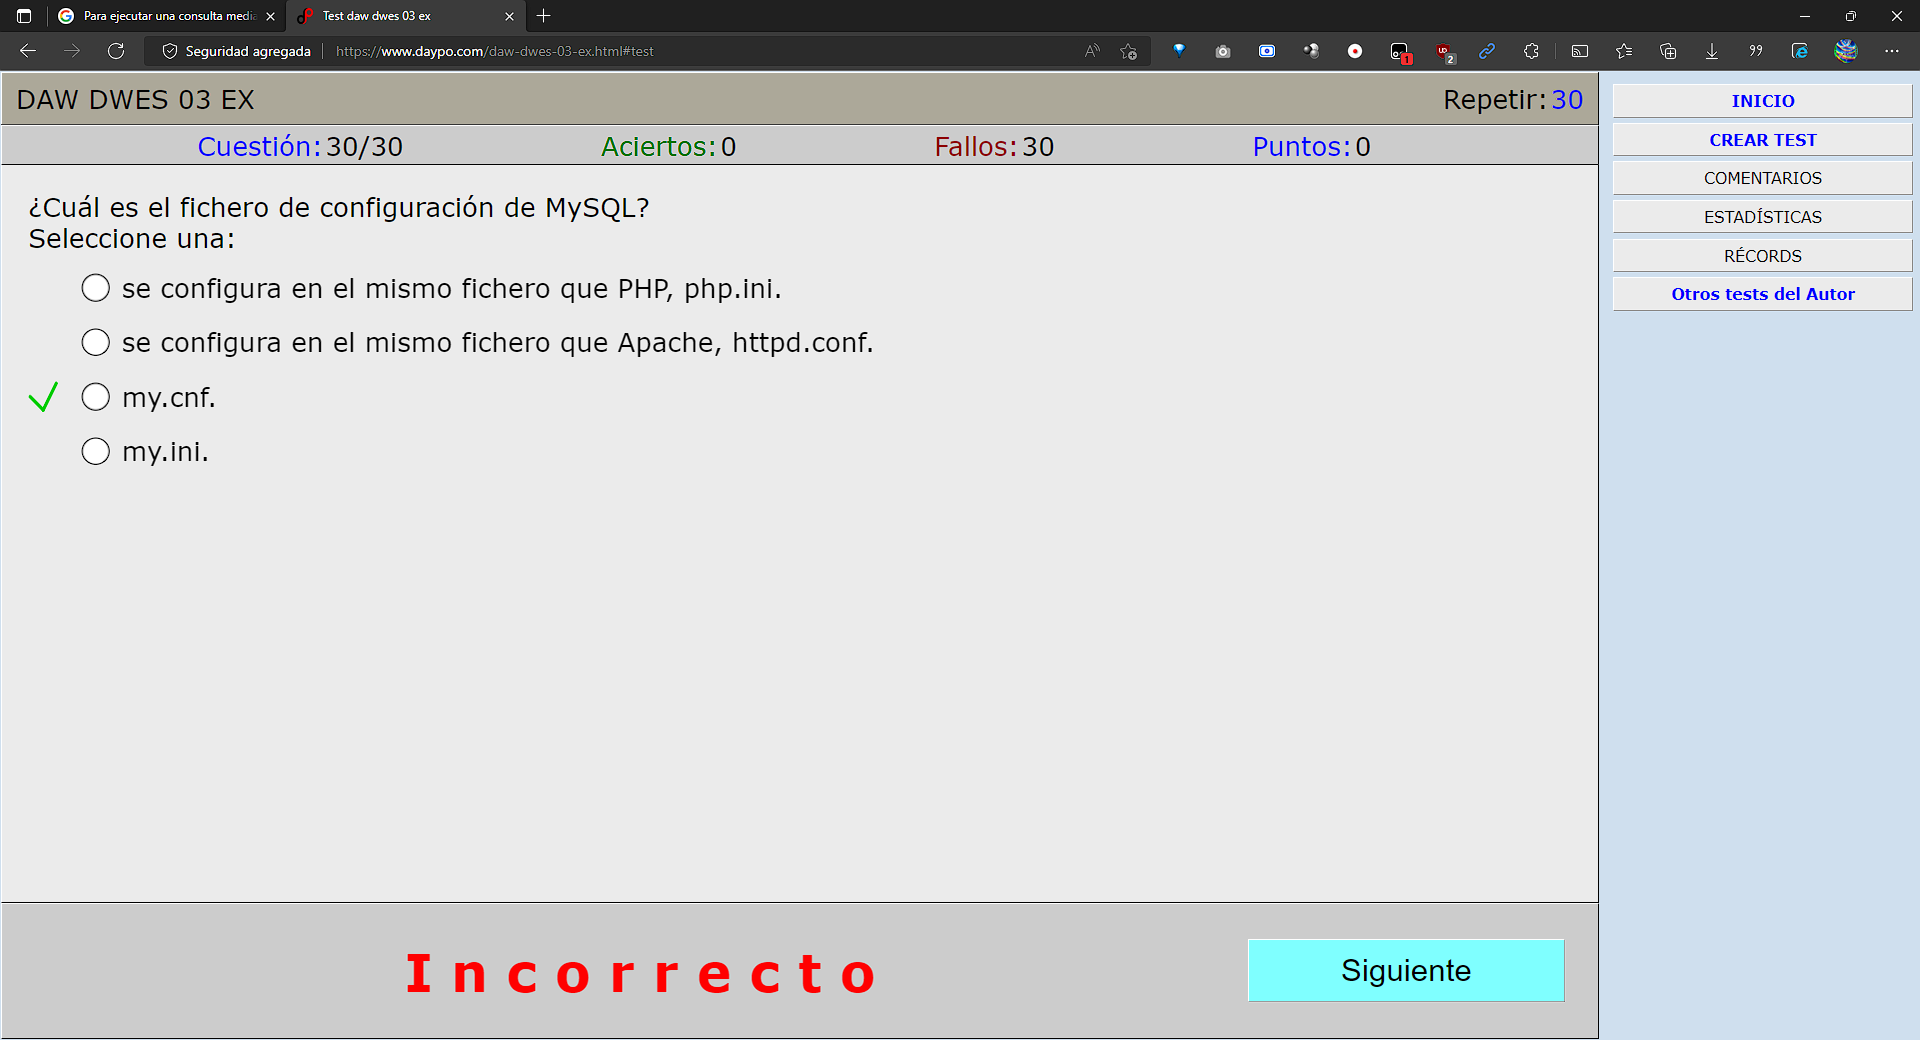 Para ejecutar una consulta media
Test daw dwes 03 ex
Seguridad agregada
https://www.daypo.com/daw-dwes-03-ex.html#test
1
2
DAW DWES 03 EX
Repetir: 30
Cuestión: 30/30
Aciertos: 0
Fallos: 30
Puntos: 0
¿Cuál es el fichero de configuración de MySQL?
Seleccione una:
se configura en el mismo fichero que PHP, php.ini.
se configura en el mismo fichero que Apache, httpd.conf.
my.cnf.
my.ini.
Incorrecto
Siguiente
INICIO
CREAR TEST
COMENTARIOS
ESTADÍSTICAS
RÉCORDS
Otros tests del Autor